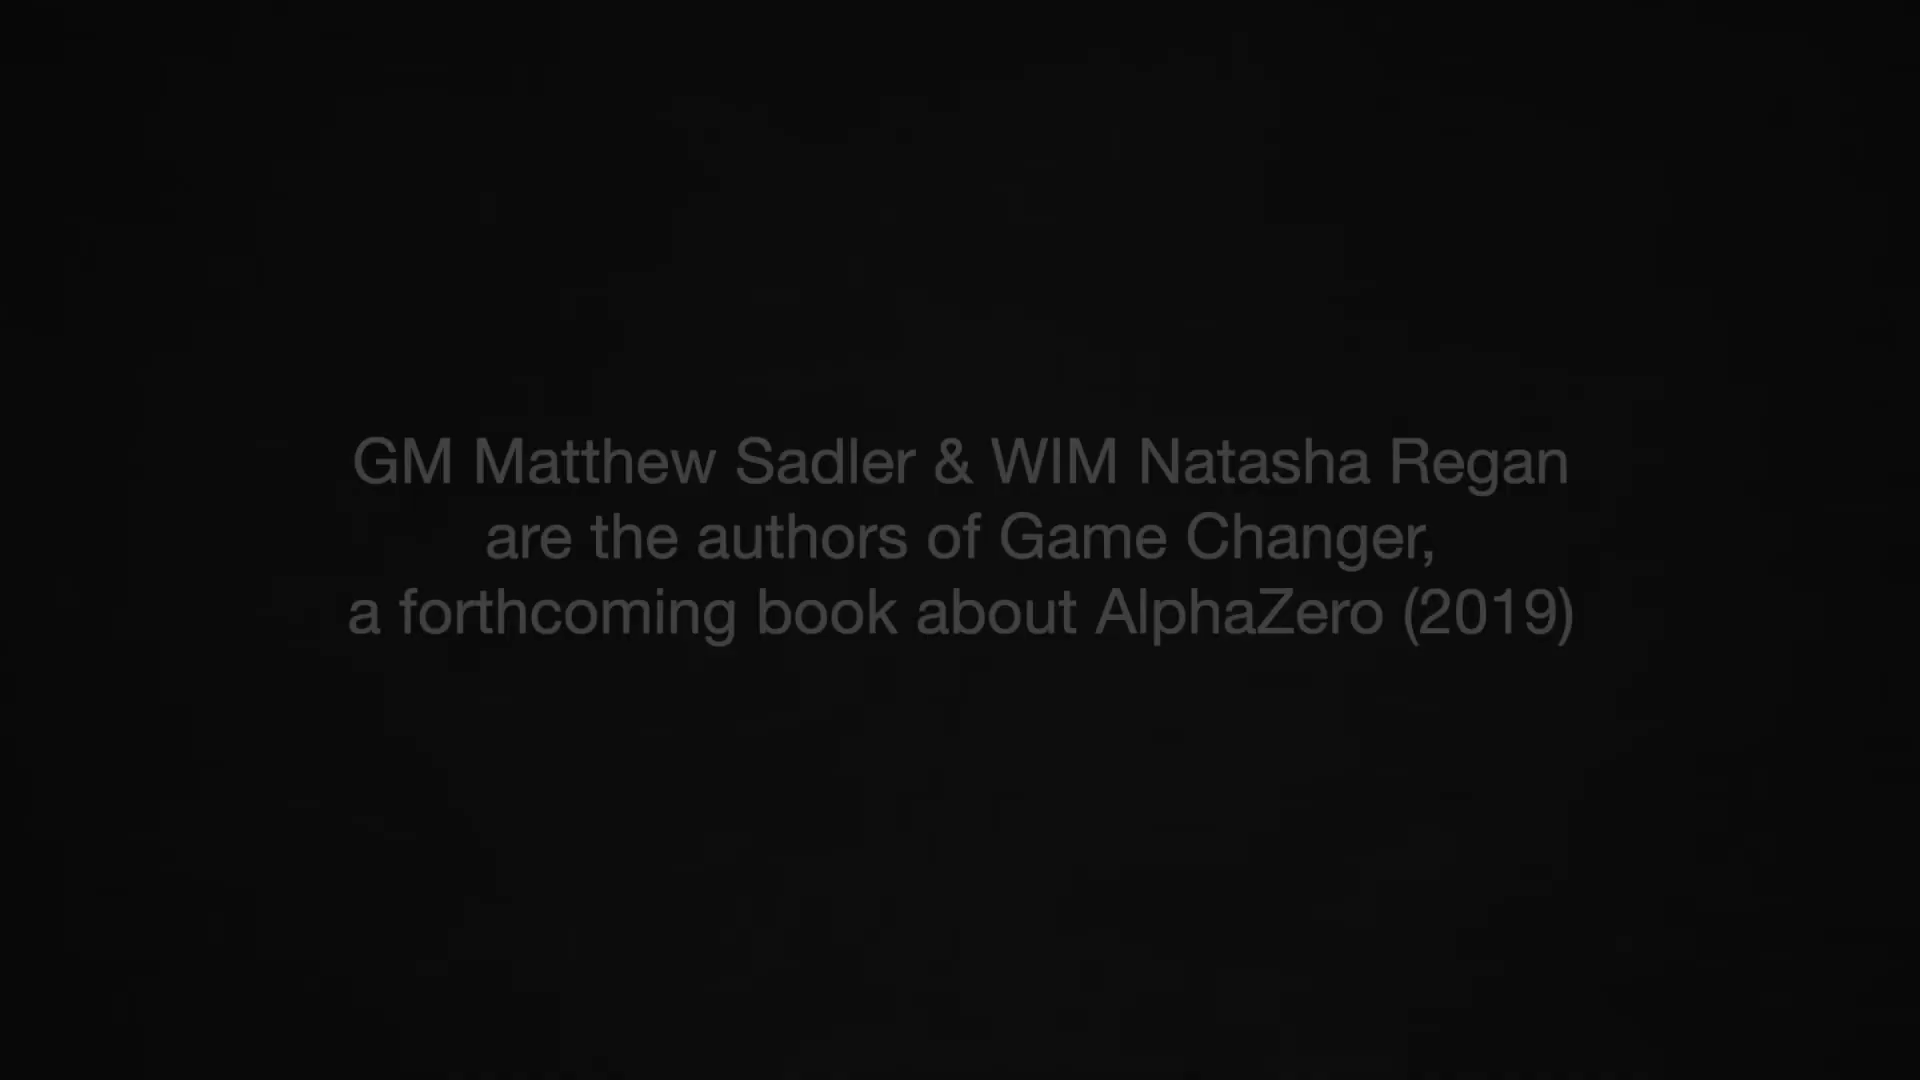 GM Matthew Sadler & WIM Natasha Regan
are the authors of Game Changer,
a forthcoming book about AlphaZero (2019)